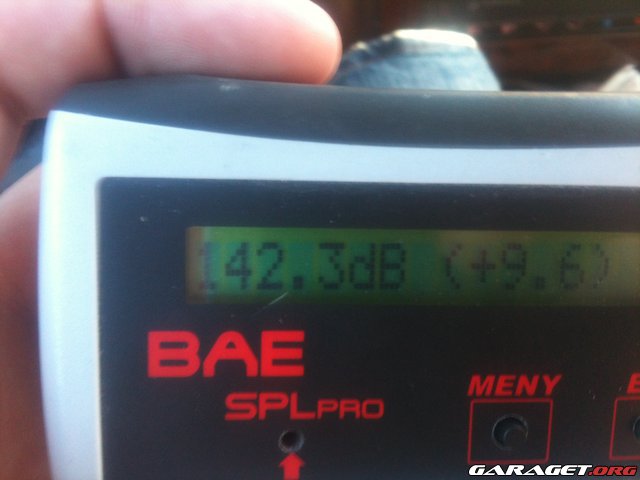 142.3dB (+9.6)
BAE
SPLPRO
MENY
GARAGET.ORG